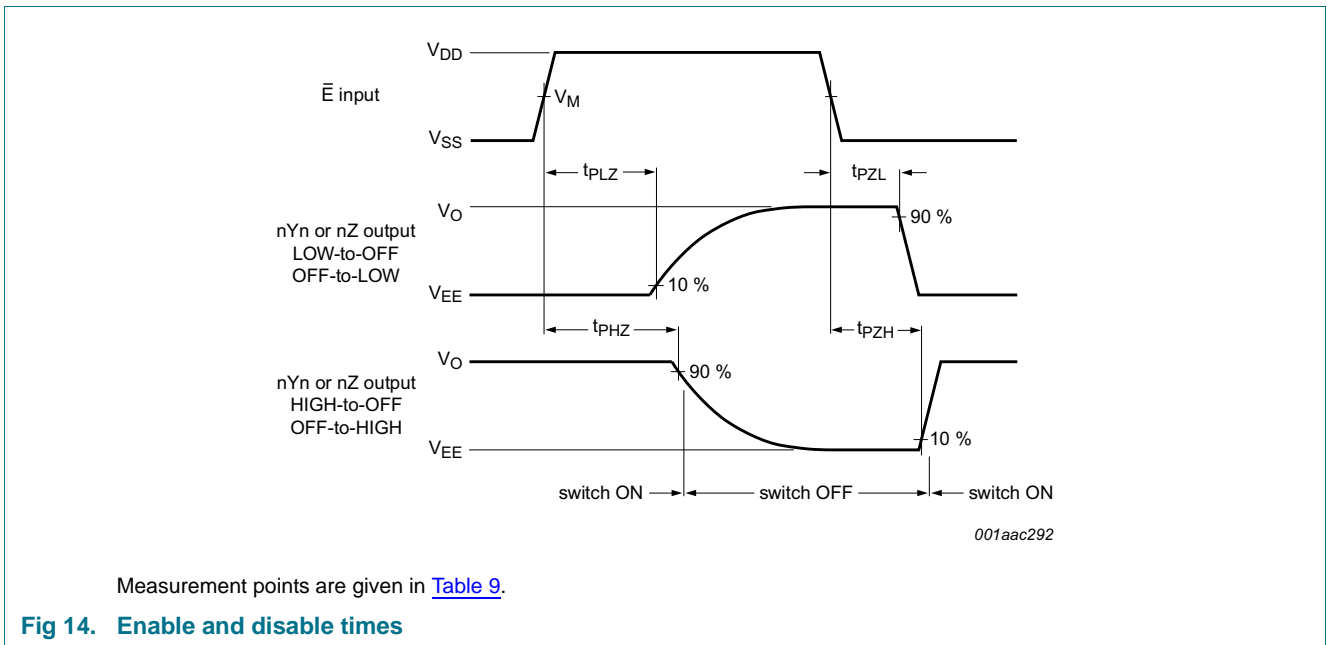 V_DD
Ē input
V_M
V_SS
t_PLZ
t_PZL
V_O
90 %
nYn or nZ output
LOW-to-OFF
OFF-to-LOW
10 %
V_EE
t_PHZ
t_PZH
V_O
90 %
nYn or nZ output
HIGH-to-OFF
OFF-to-HIGH
10 %
V_EE
switch ON
switch OFF
switch ON
001aac292
Measurement points are given in Table 9.
Fig 14. Enable and disable times